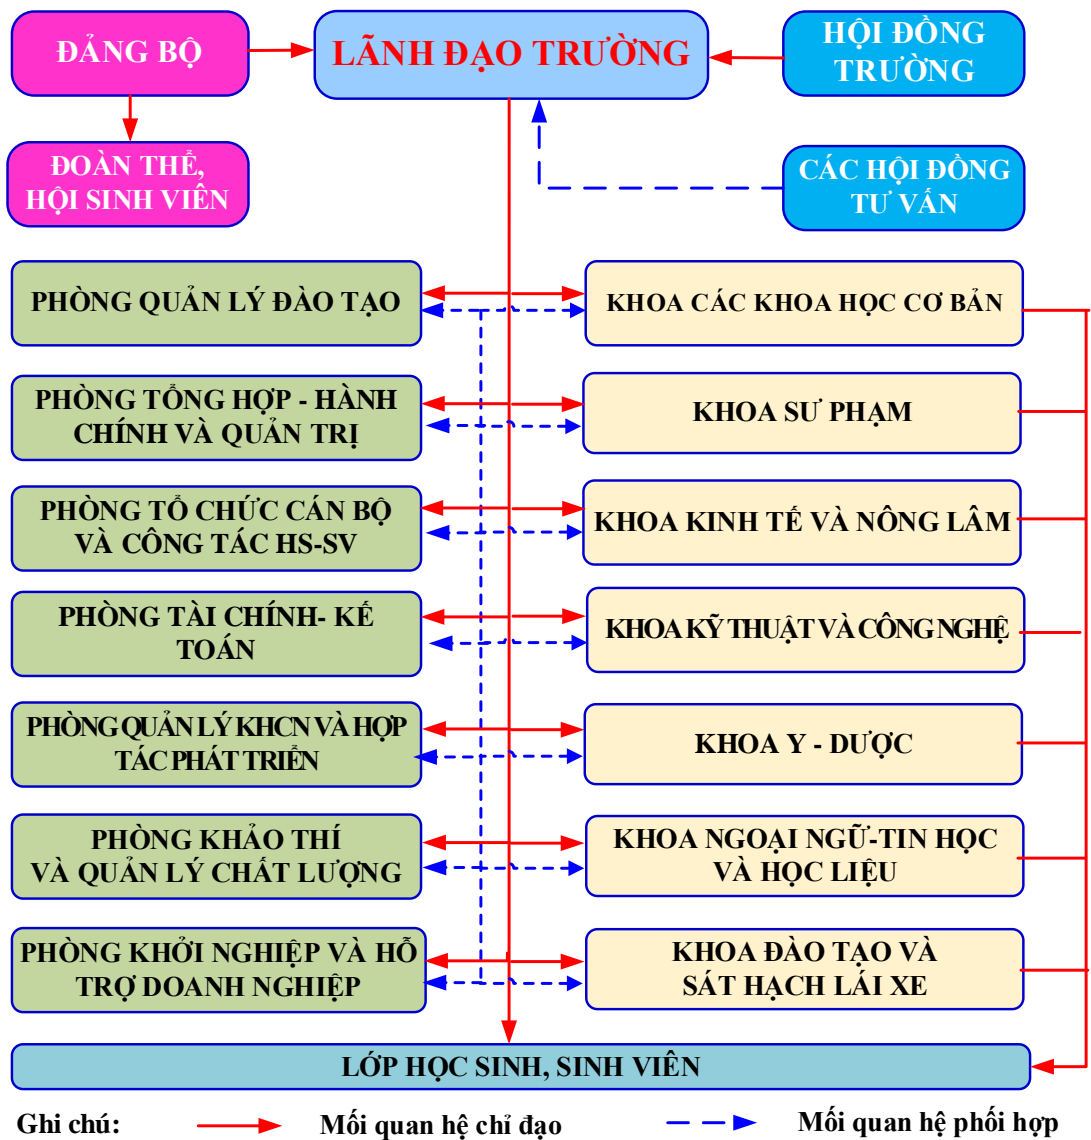 ĐẢNG BỘ
LÃNH ĐẠO TRƯỜNG
HỘI ĐỒNG
TRƯỜNG
ĐOÀN THỂ,
HỘI SINH VIÊN
CÁC HỘI ĐỒNG
TƯ VẤN
PHÒNG QUẢN LÝ ĐÀO TẠO
KHOA CÁC KHOA HỌC CƠ BẢN
PHÒNG TỔNG HỢP - HÀNH
CHÍNH VÀ QUẢN TRỊ
KHOA SƯ PHẠM
PHÒNG TỔ CHỨC CÁN BỘ
VÀ CÔNG TÁC HS-SV
KHOA KINH TẾ VÀ NÔNG LÂM
PHÒNG TÀI CHÍNH- KẾ
TOÁN
KHOA KỸ THUẬT VÀ CÔNG NGHỆ
PHÒNG QUẢN LÝ KHCN VÀ HỢP
TÁC PHÁT TRIỂN
KHOA Y - DƯỢC
PHÒNG KHẢO THÍ
VÀ QUẢN LÝ CHẤT LƯỢNG
KHOA NGOẠI NGỮ-TIN HỌC
VÀ HỌC LIỆU
PHÒNG KHỞI NGHIỆP VÀ HỖ
TRỢ DOANH NGHIỆP
KHOA ĐÀO TẠO VÀ
SÁT HẠCH LÁI XE
LỚP HỌC SINH, SINH VIÊN
Ghi chú:
Mối quan hệ chỉ đạo
Mối quan hệ phối hợp